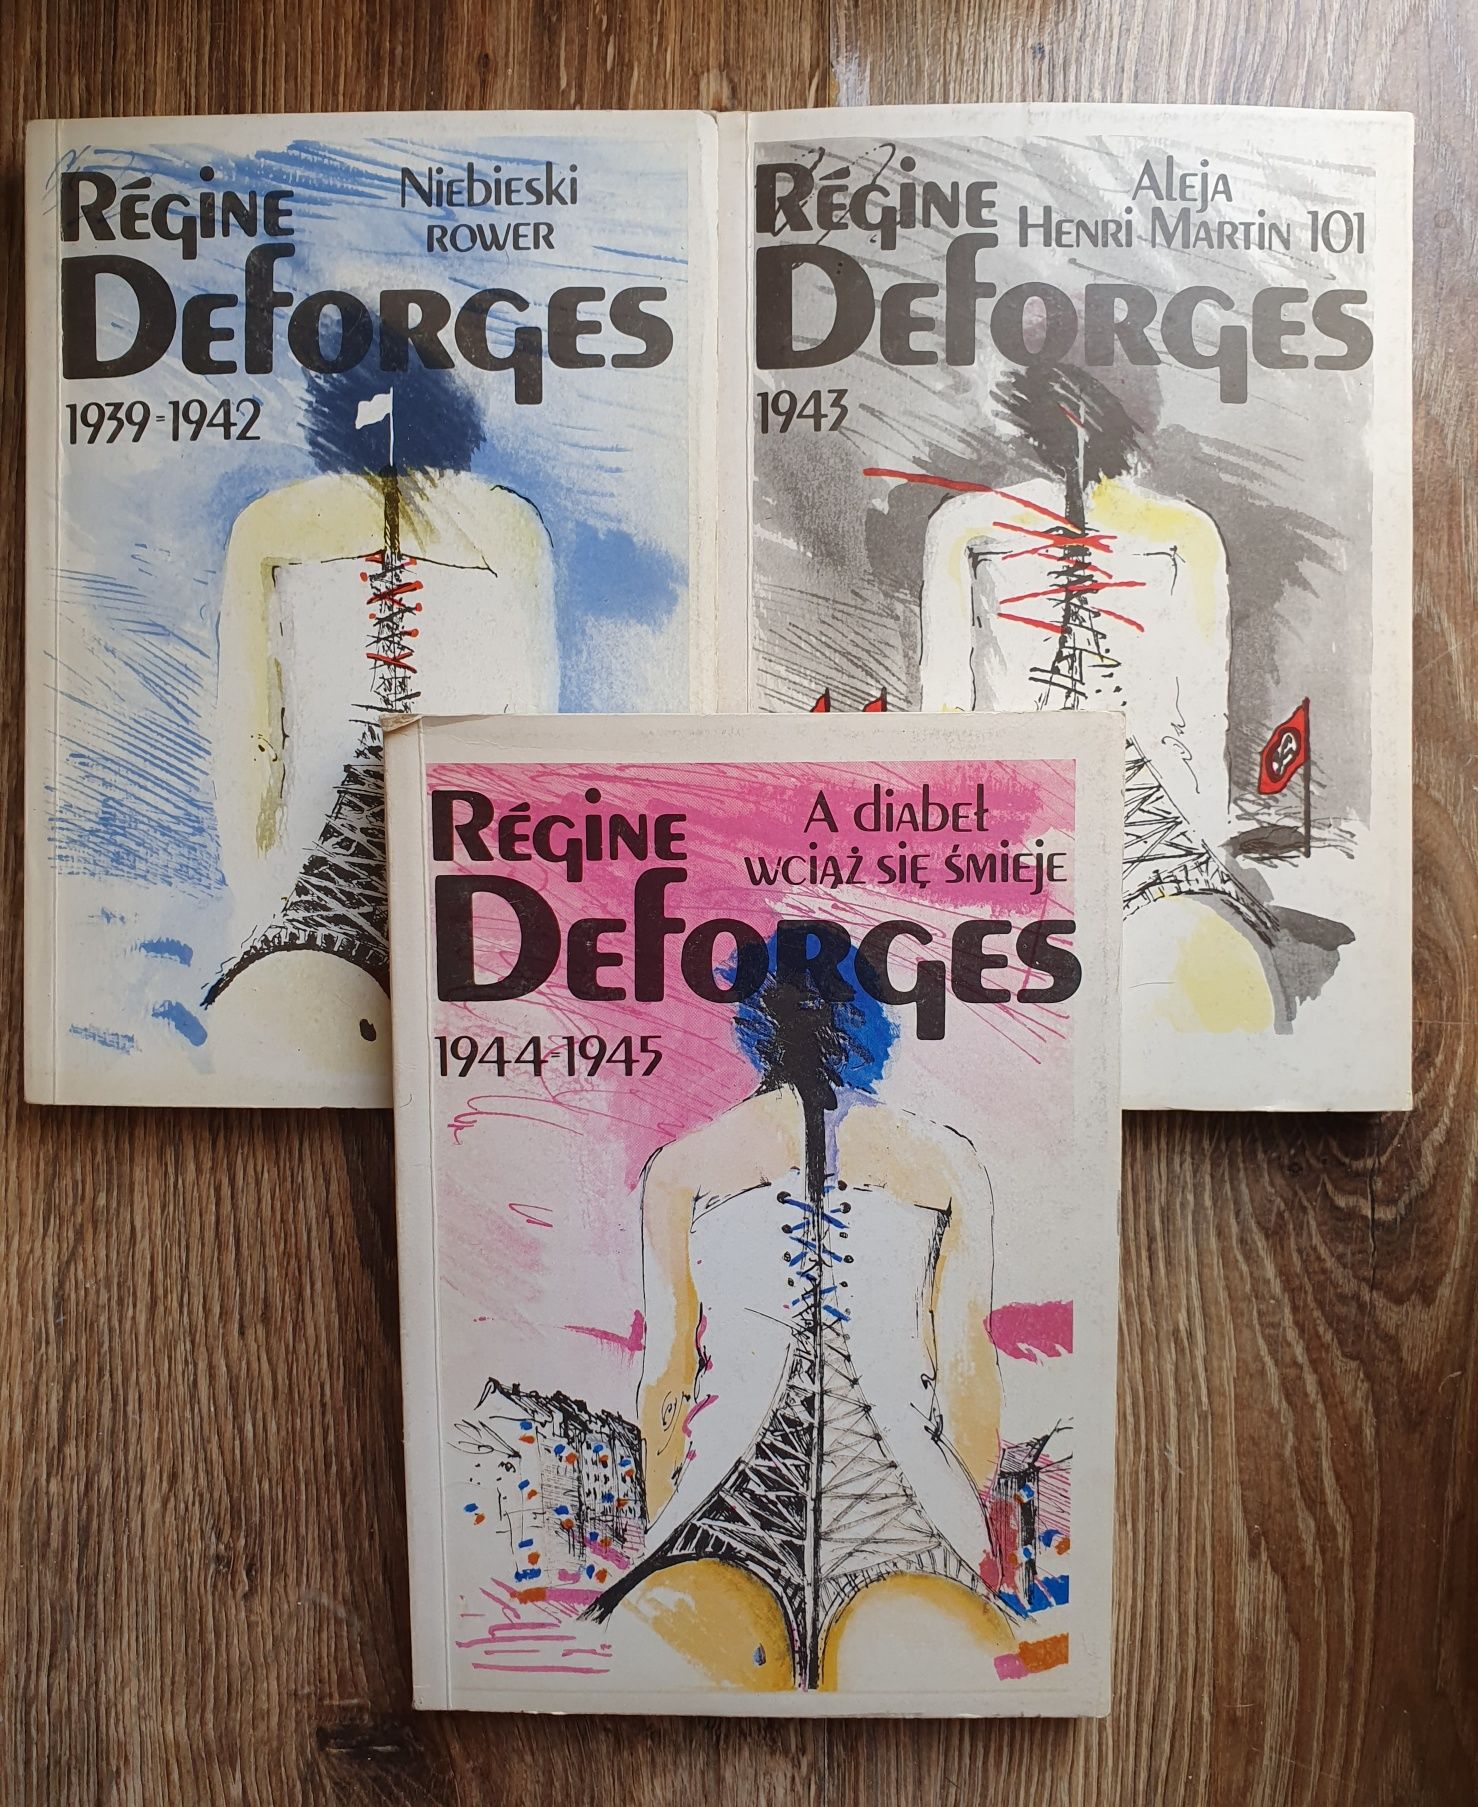 Régine
Niebieski
rower
Deforges
1939-1942
Régine
Aleja
Henri Martin 101
Deforges
1943
Régine
A diabeł
wciąż się śmieje
Deforges
1944-1945